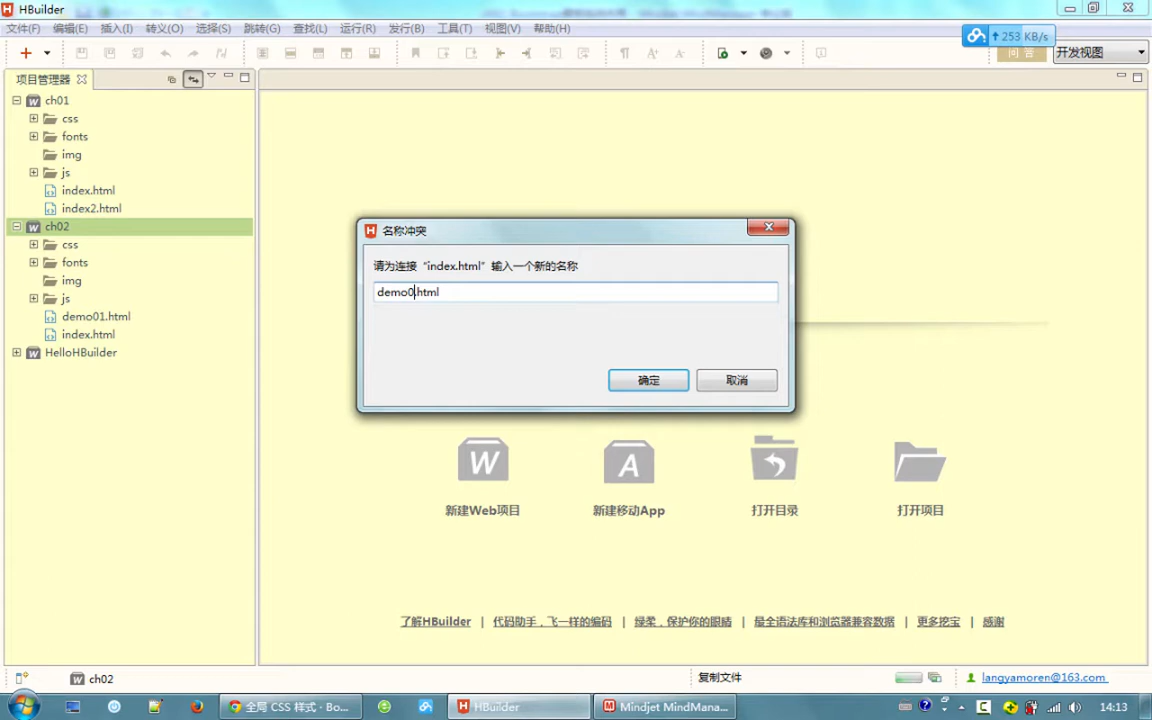 HBuilder
文件(F) 编辑(E) 插入(I) 转义(O) 选择(S) 跳转(G) 查找(L) 运行(R) 发行(B) 工具(T) 视图(V) 帮助(H)
↑ 253 KB/s
问 答 开发视图
项目管理器
ch01
css
fonts
img
js
index.html
index2.html
ch02
css
fonts
img
js
demo01.html
index.html
HelloHBuilder
名称冲突
请为连接 “index.html” 输入一个新的名称
demo0.html
确定 取消
新建Web项目 新建移动App 打开目录 打开项目
了解HBuilder | 代码助手，飞一样的编码 | 绿柔，保护你的眼睛 | 最全语法库和浏览器兼容数据 | 更多挖宝 | 感谢
ch02 复制文件 langyamoren@163.com
全局 CSS 样式 · Bo... HBuilder Mindjet MindMana... 14:13